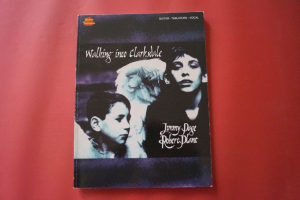 GUITAR TABLATURE VOCAL
Walking into Clarksdale
Jimmy Page
Robert Plant